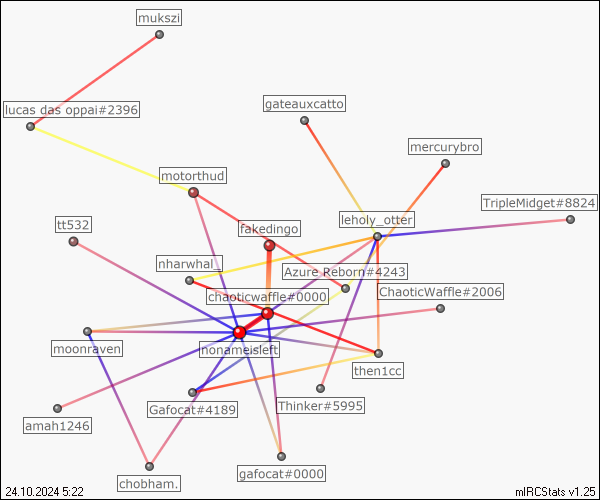 mukszi
lucas das oppai#2396
gateauxcatto
mercurybro
motorthud
TripleMidget#8824
leholy_otter
tt532
fakedingo
nharwhal_
Azure Reborn#4243
ChaoticWaffle#2006
chaoticwaffle#0000
moonraven
nonameisleft
then1cc
Gafocat#4189
Thinker#5995
amah1246
gafocat#0000
chobham.
24.10.2024 5:22
mIRCStats v1.25